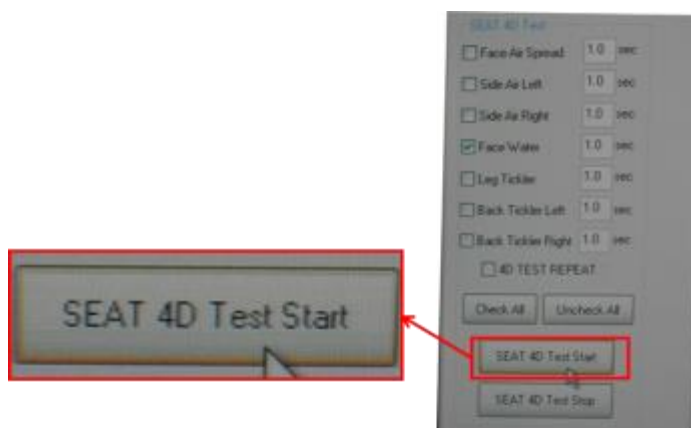 SEAT 4D Test
Face Air Spread 1.0 sec
Side Air Left 1.0 sec
Side Air Right 1.0 sec
Face Water 1.0 sec
Leg Tickler 1.0 sec
Back Tickler Left 1.0 sec
Back Tickler Right 1.0 sec
4D TEST REPEAT
Check All Uncheck All
SEAT 4D Test Start
SEAT 4D Test Start
SEAT 4D Test Stop